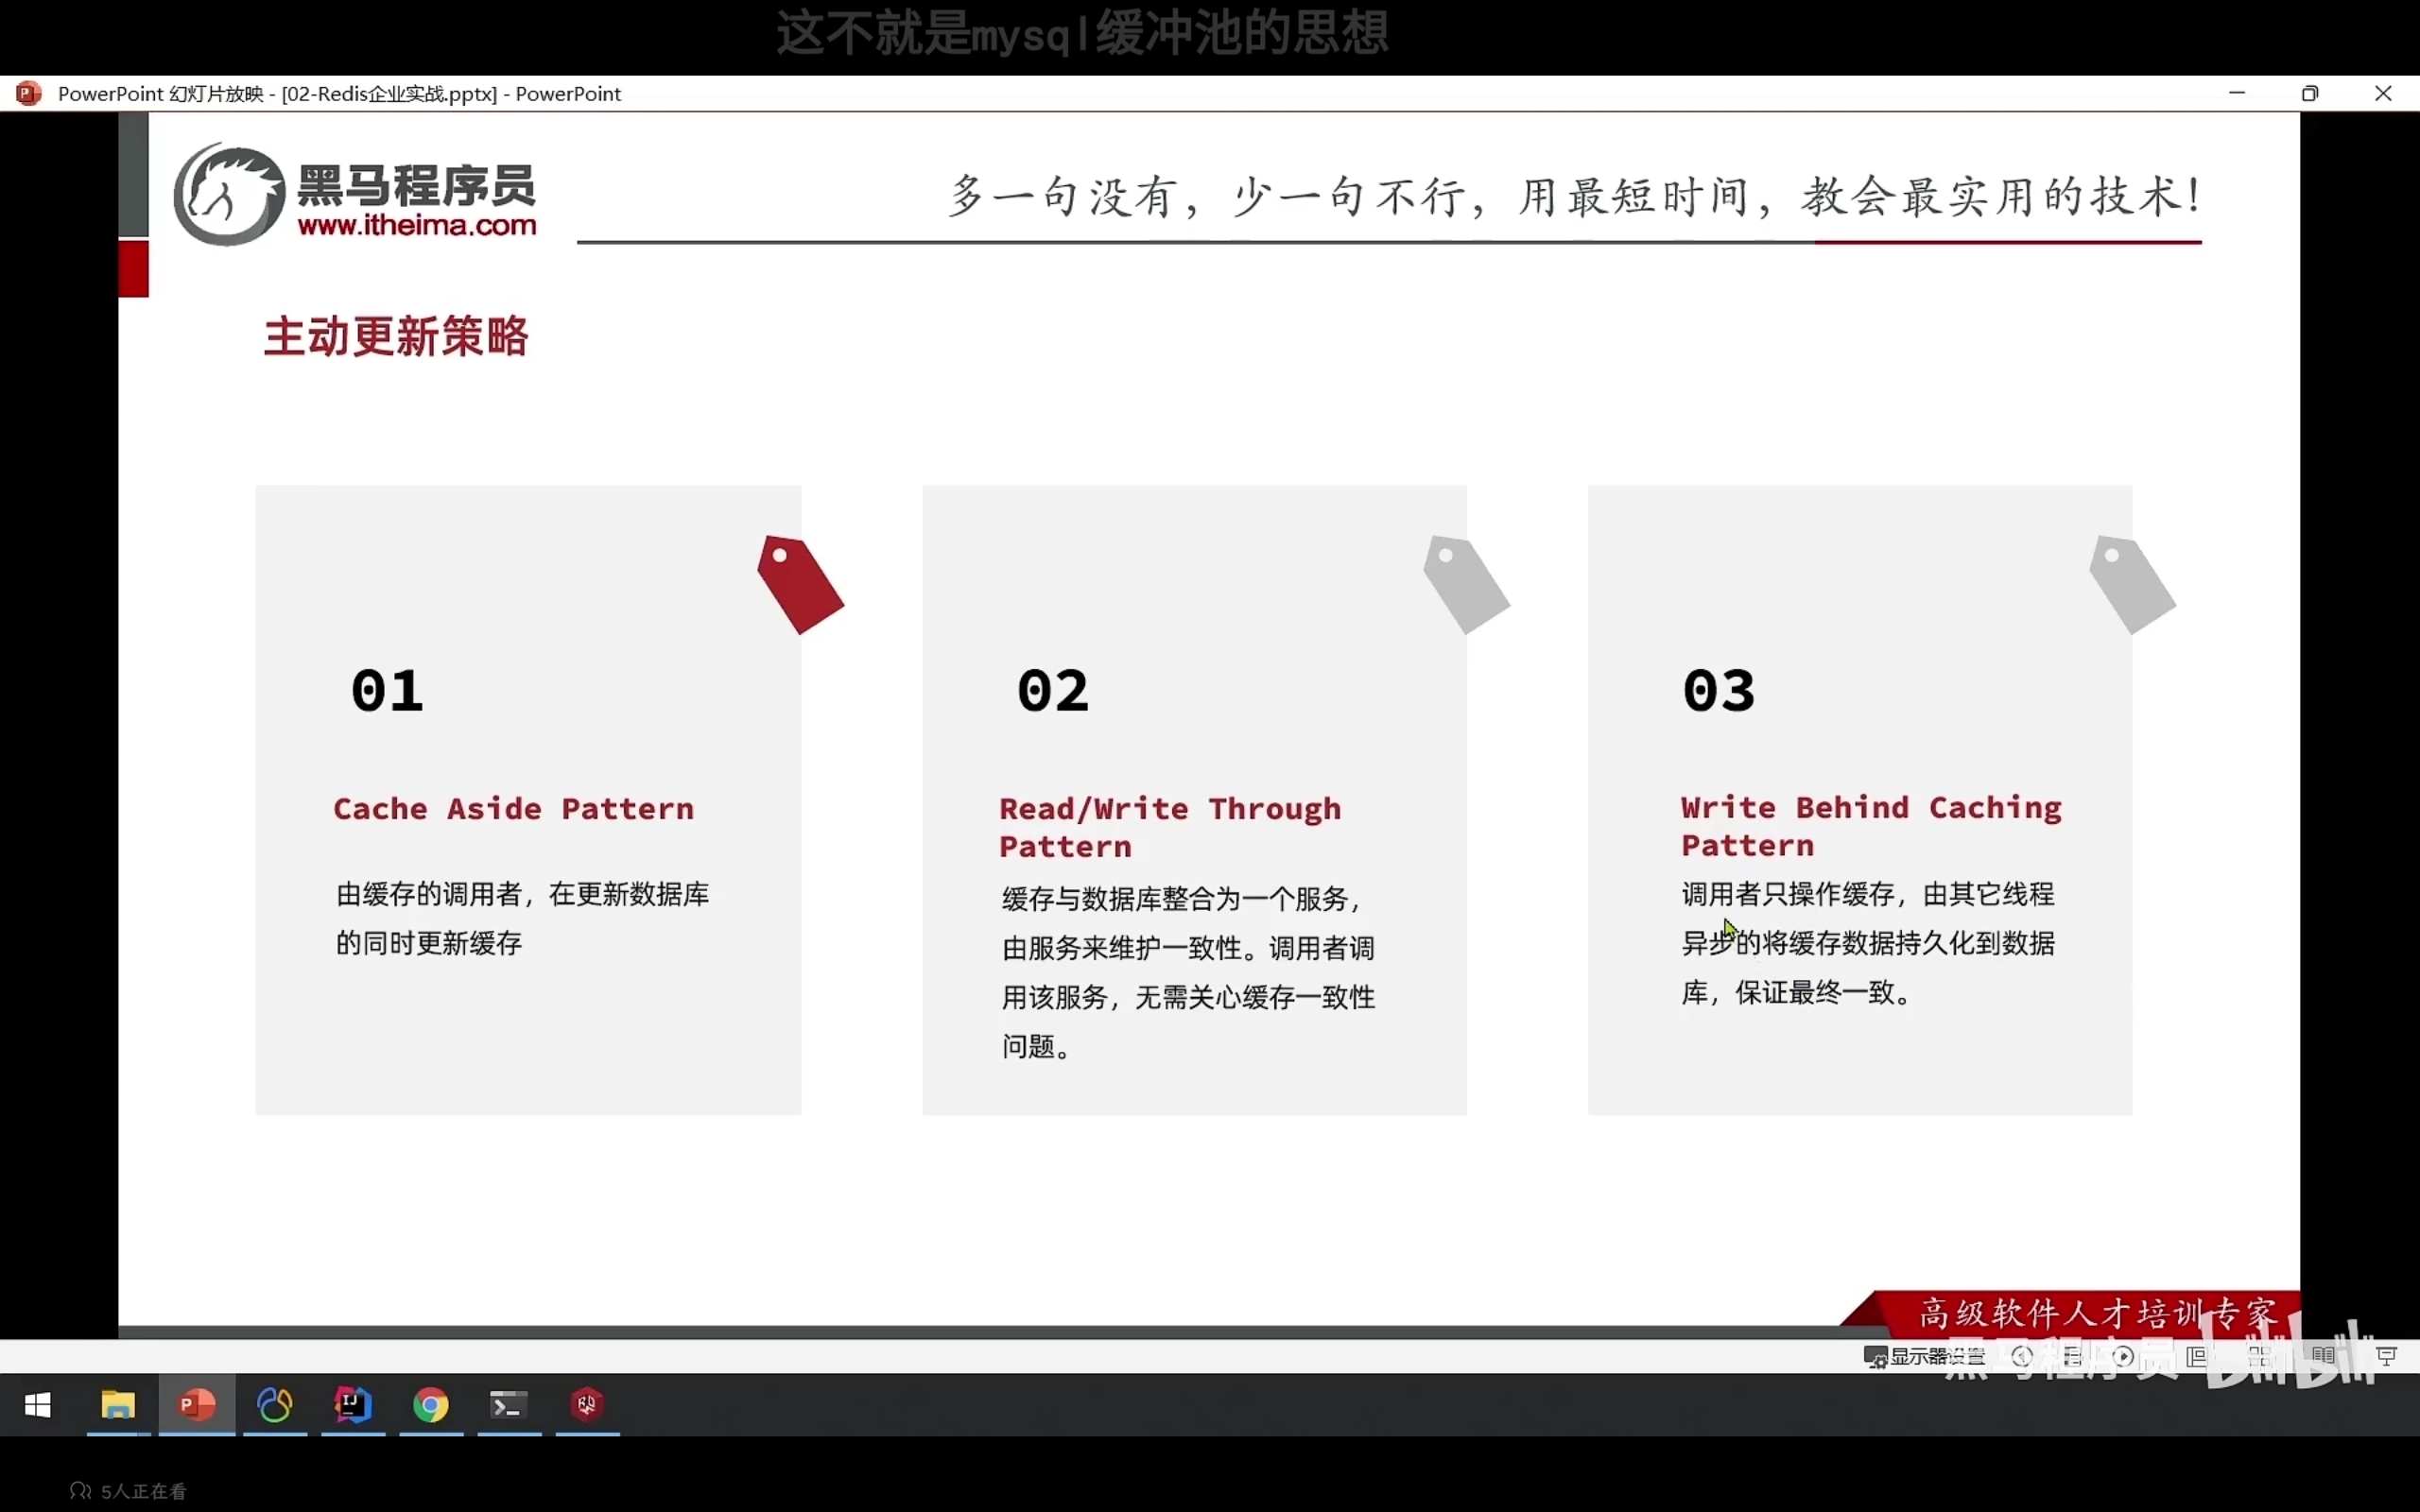 这不就是mysql缓冲池的思想
PowerPoint 幻灯片放映 - [02-Redis企业实战.pptx] - PowerPoint
黑马程序员
www.itheima.com
多一句没有，少一句不行，用最短时间，教会最实用的技术！
主动更新策略
01
Cache Aside Pattern
由缓存的调用者，在更新数据库
的同时更新缓存
02
Read/Write Through
Pattern
缓存与数据库整合为一个服务，
由服务来维护一致性。调用者调
用该服务，无需关心缓存一致性
问题。
03
Write Behind Caching
Pattern
调用者只操作缓存，由其它线程
异步的将缓存数据持久化到数据
库，保证最终一致。
高级软件人才培训专家
黑马程序员 bilibili
显示器设置
5人正在看